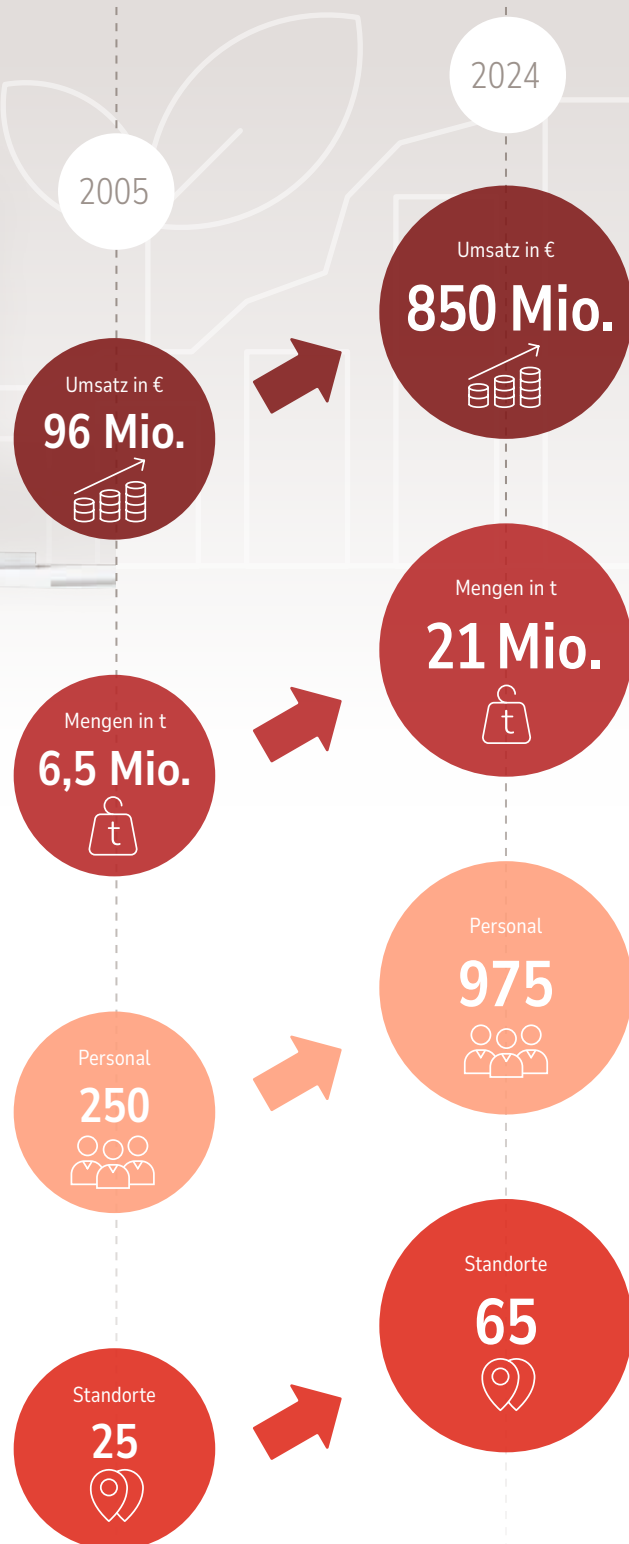 2005
Umsatz in €
96 Mio.
Mengen in t
6,5 Mio.
t
Personal
250
Standorte
25
2024
Umsatz in €
850 Mio.
Mengen in t
21 Mio.
t
Personal
975
Standorte
65